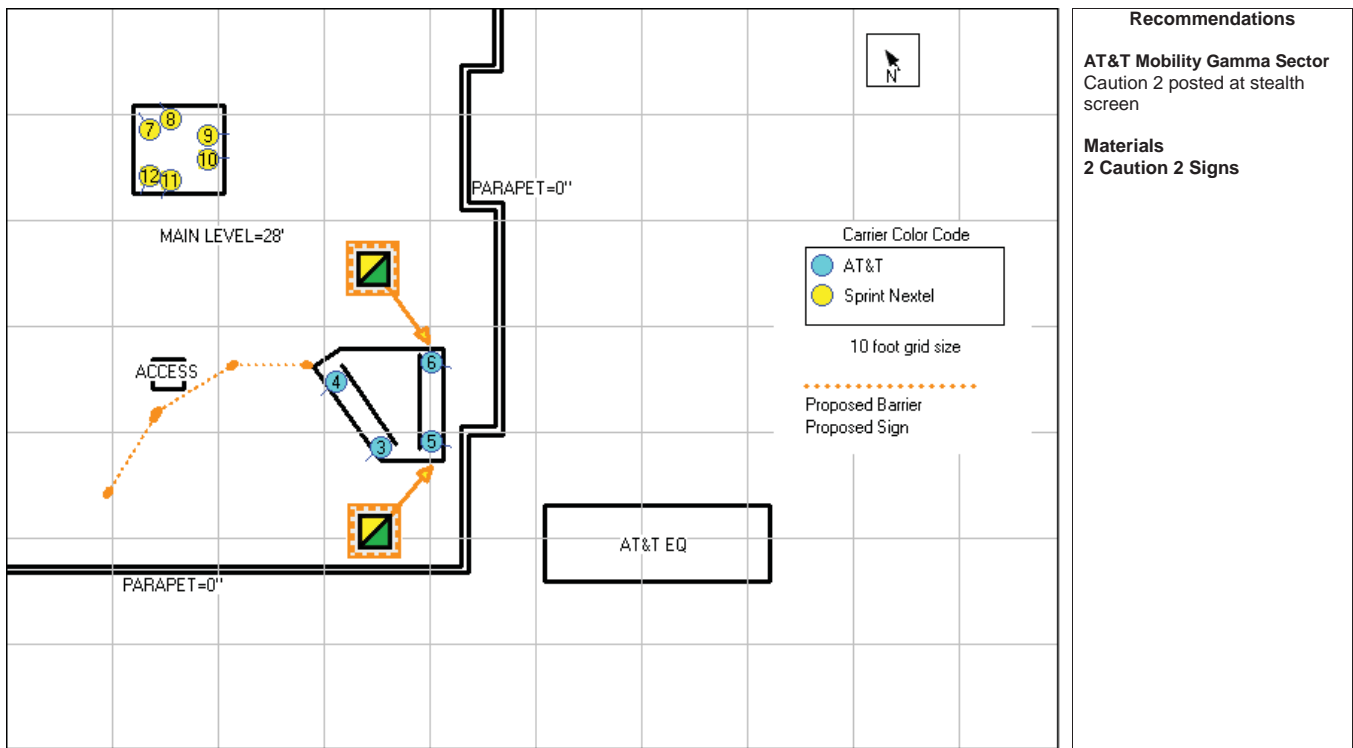 N
8
7
9
10
12
11
PARAPET=0"
MAIN LEVEL=28'
Carrier Color Code
AT&T
Sprint Nextel
10 foot grid size
ACCESS
6
4
Proposed Barrier
Proposed Sign
5
3
AT&T EQ
PARAPET=0"
Recommendations
AT&T Mobility Gamma Sector
Caution 2 posted at stealth
screen
Materials
2 Caution 2 Signs